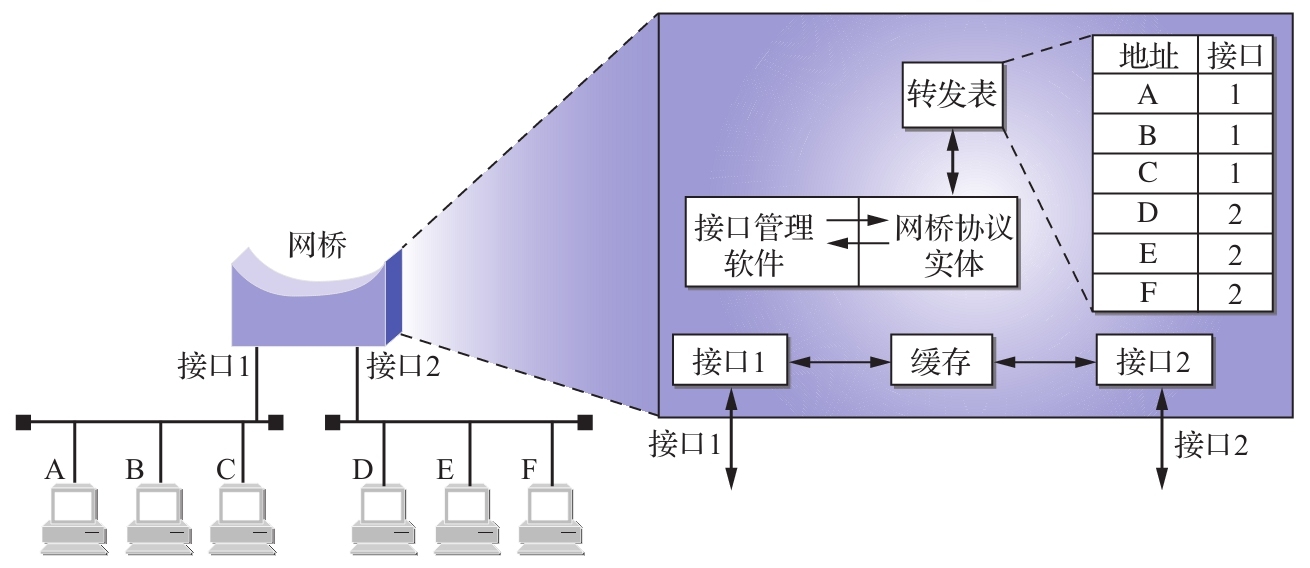 网桥
接口1
接口2
A B C D E F
转发表
接口管理
软件
网桥协议
实体
接口1
缓存
接口2
接口1
接口2
地址 接口
A 1
B 1
C 1
D 2
E 2
F 2